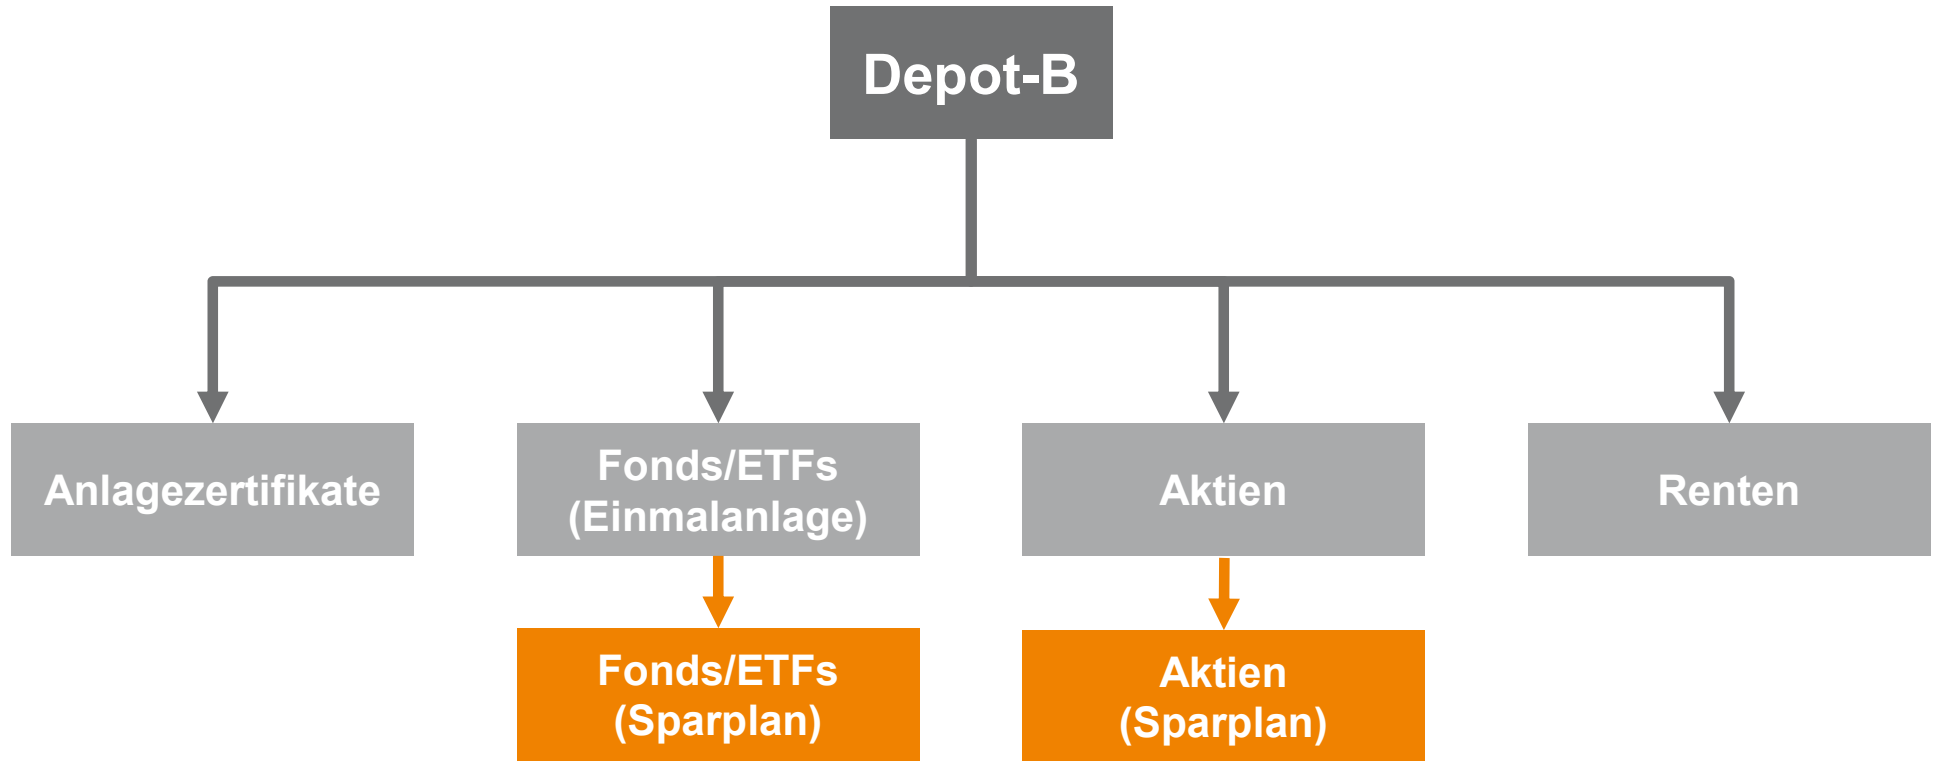 Depot-B
Anlagezertifikate
Fonds/ETFs
(Einmalanlage)
Aktien
Renten
Fonds/ETFs
(Sparplan)
Aktien
(Sparplan)